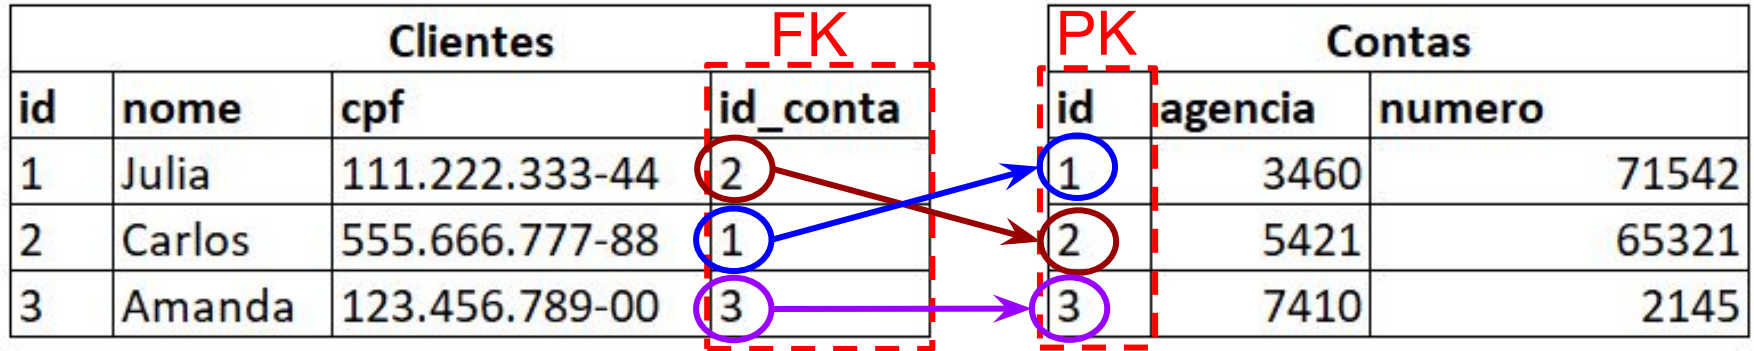 Clientes FK PK Contas
id nome cpf id_conta id agencia numero
1 Julia 111.222.333-44 2 1 3460 71542
2 Carlos 555.666.777-88 1 2 5421 65321
3 Amanda 123.456.789-00 3 3 7410 2145